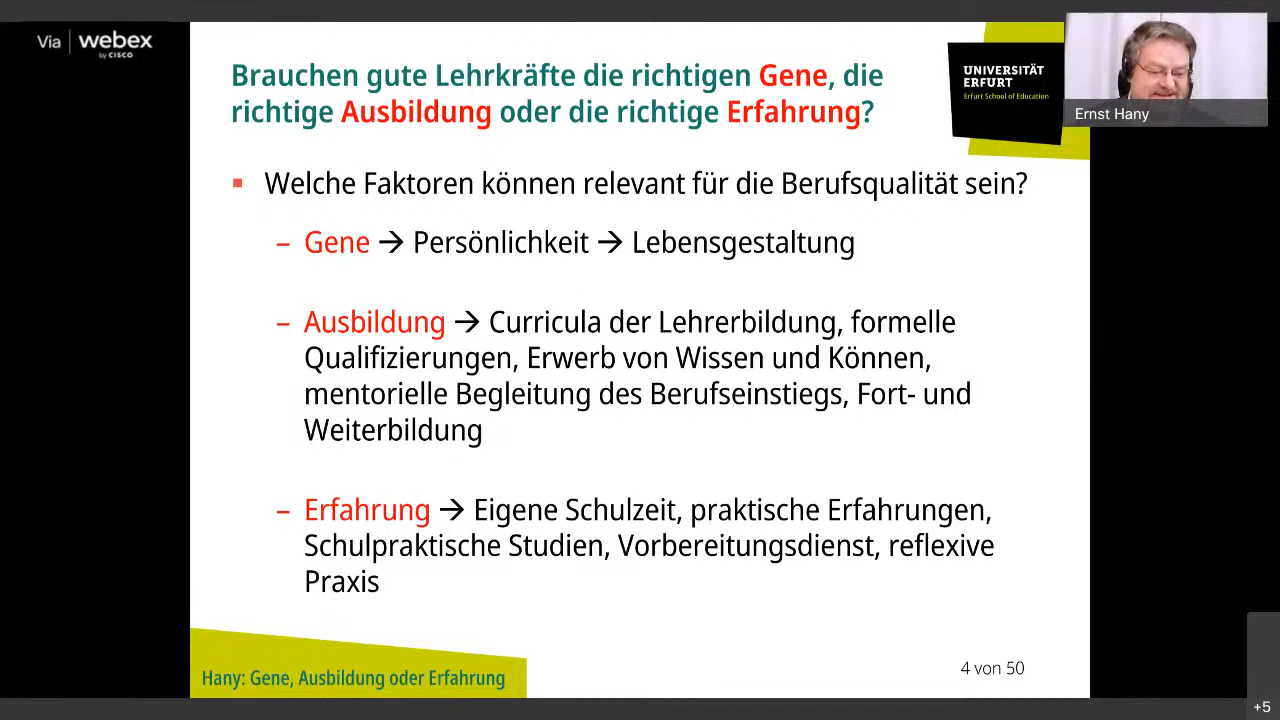 Via webex
by CISCO
Brauchen gute Lehrkräfte die richtigen Gene, die
richtige Ausbildung oder die richtige Erfahrung?
UNIVERSITÄT
ERFURT
Erfurt School of Education
Ernst Hany
▪ Welche Faktoren können relevant für die Berufsqualität sein?
– Gene → Persönlichkeit → Lebensgestaltung
– Ausbildung → Curricula der Lehrerbildung, formelle
Qualifizierungen, Erwerb von Wissen und Können,
mentorielle Begleitung des Berufseinstiegs, Fort- und
Weiterbildung
– Erfahrung → Eigene Schulzeit, praktische Erfahrungen,
Schulpraktische Studien, Vorbereitungsdienst, reflexive
Praxis
Hany: Gene, Ausbildung oder Erfahrung
4 von 50
+5